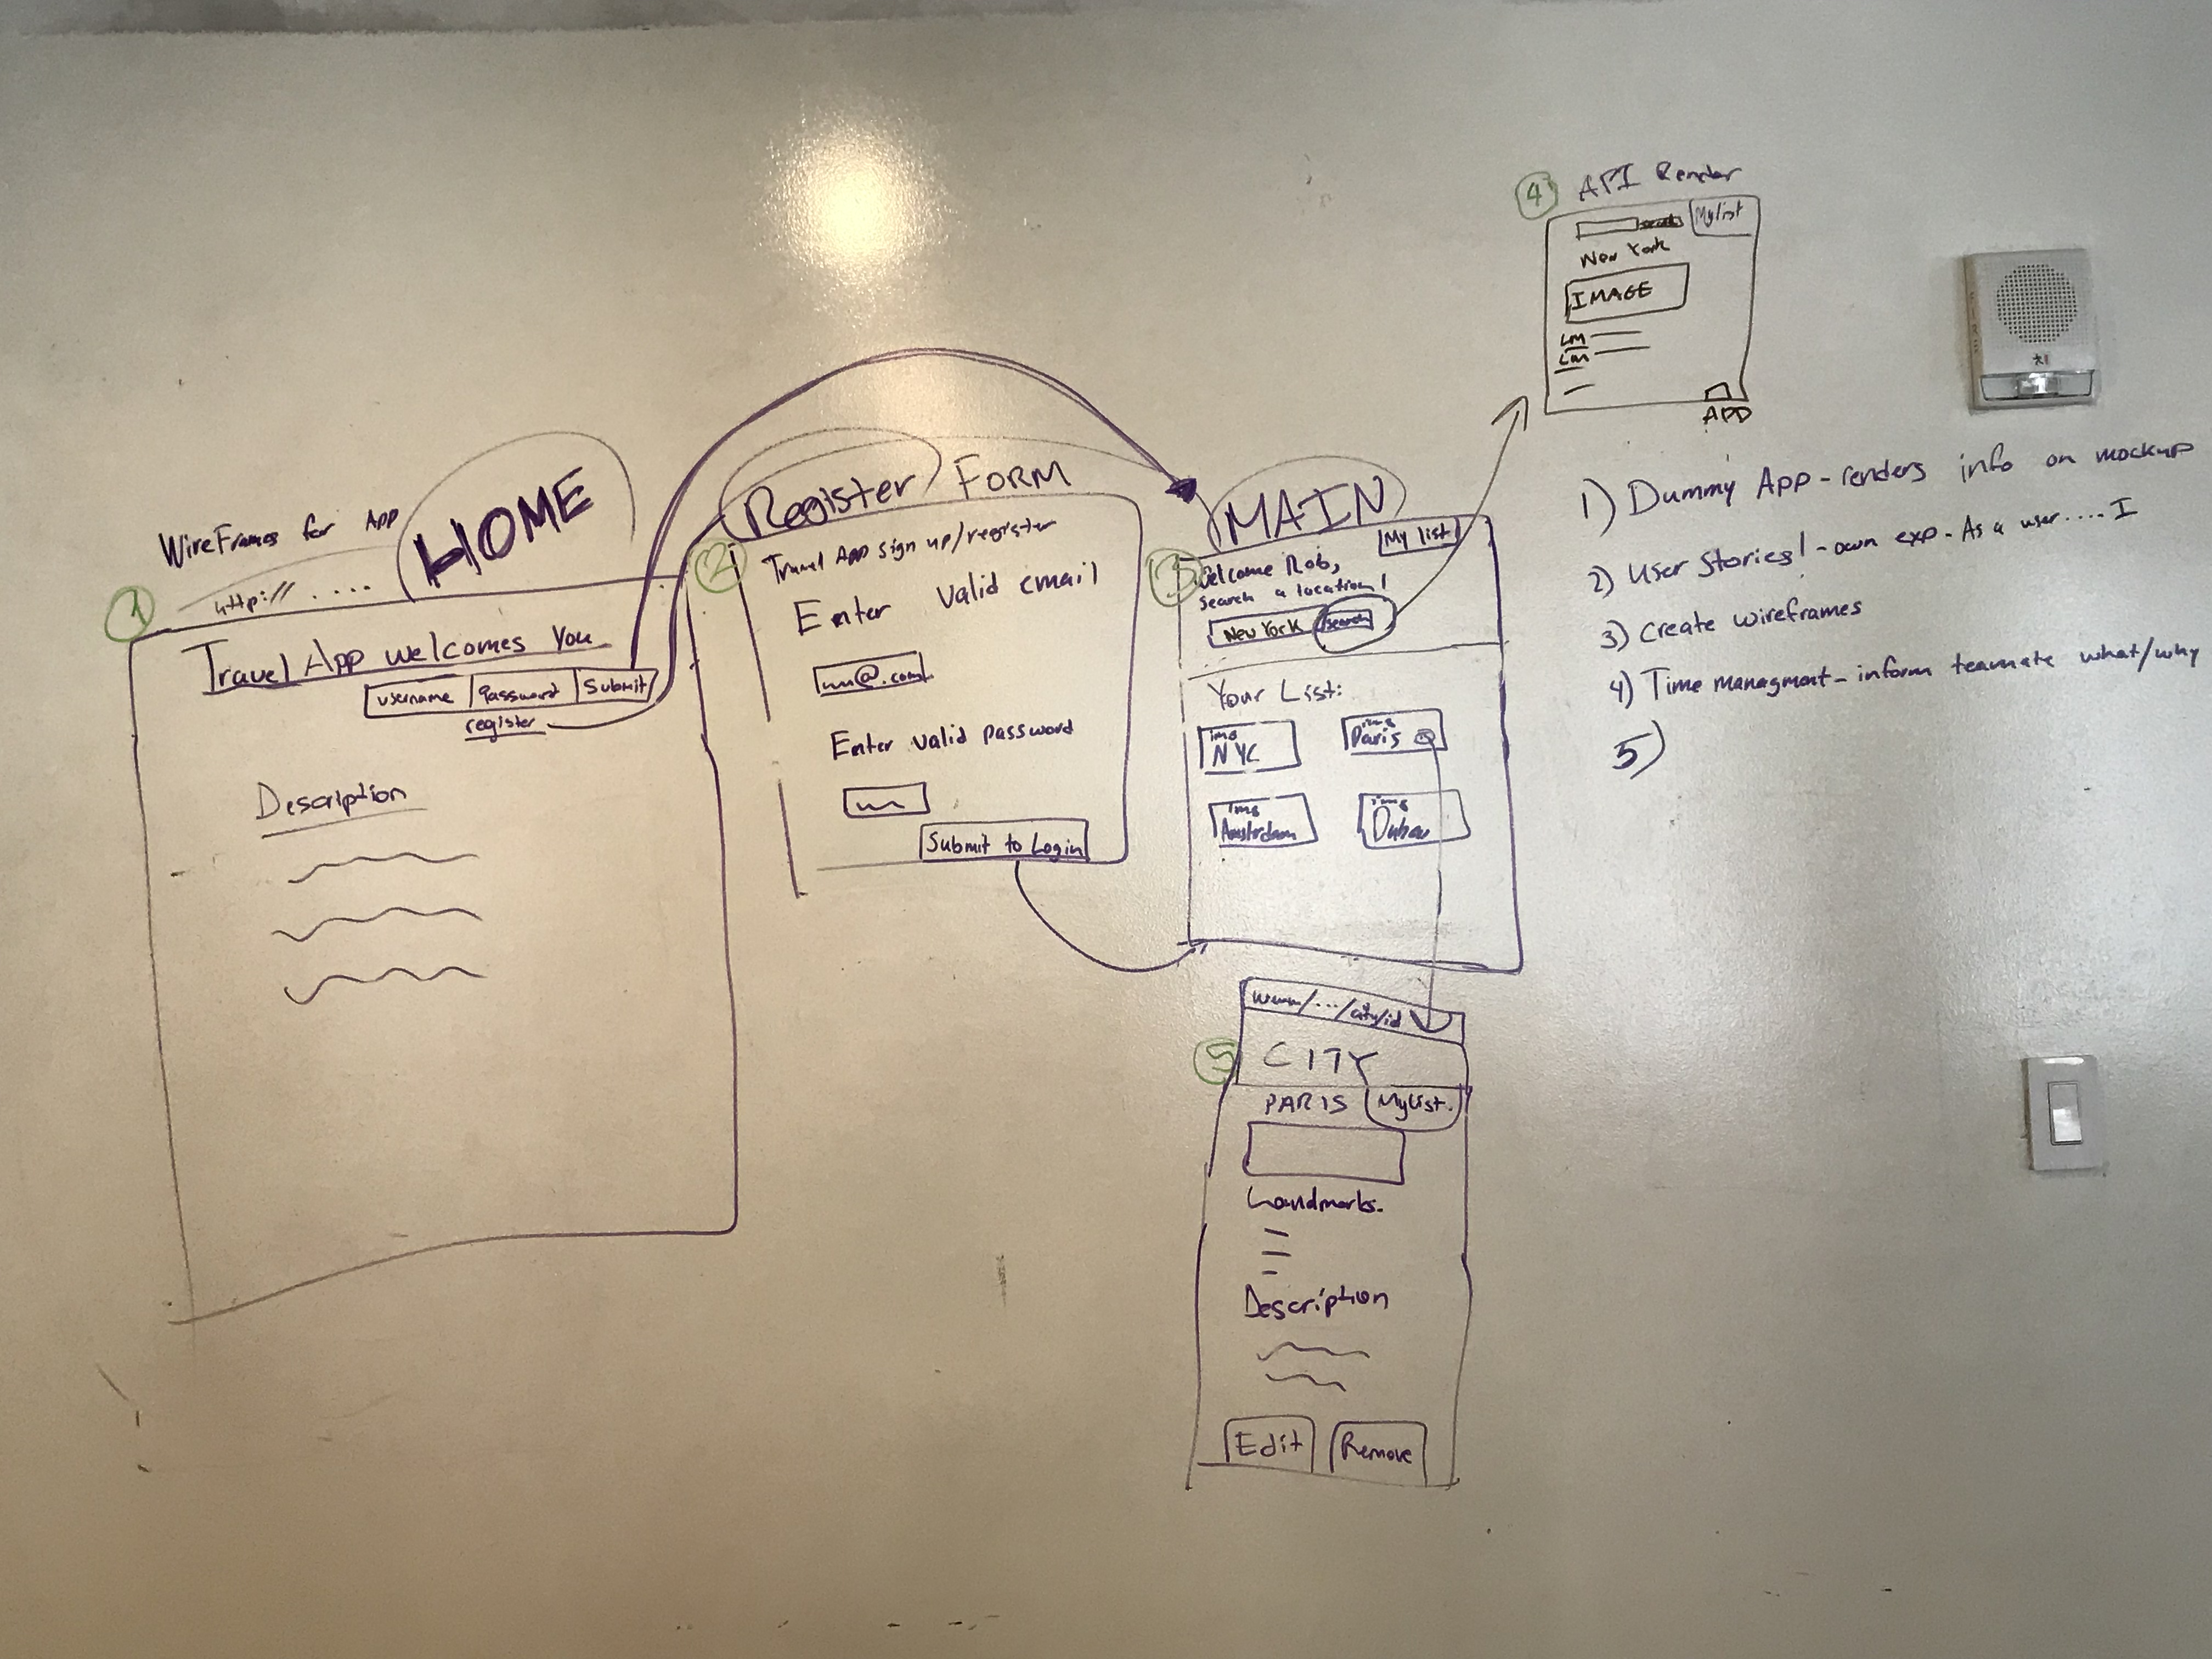 WireFrames for App
HOME
1
http:// ....
Travel App welcomes you
username Password Submit
register
Description
Register FORM
2
Travel App sign up/register
Enter valid email
@.com
Enter valid password
Submit to Login
MAIN
3
My list
Welcome Rob,
search a location!
New York search
Your List:
img
NYC
img
Paris
img
Amsterdam
img
4 API Render
search My list
New York
IMAGE
Lm
Lm
APP
1) Dummy App - renders info on mockup
2) User Stories! - own exp. As a user.... I
3) Create wireframes
4) Time managment - inform teamate what/why
5)
/.../city/id
5
CITY
PARIS MyList.
Landmarks.
Description
Edit Remove